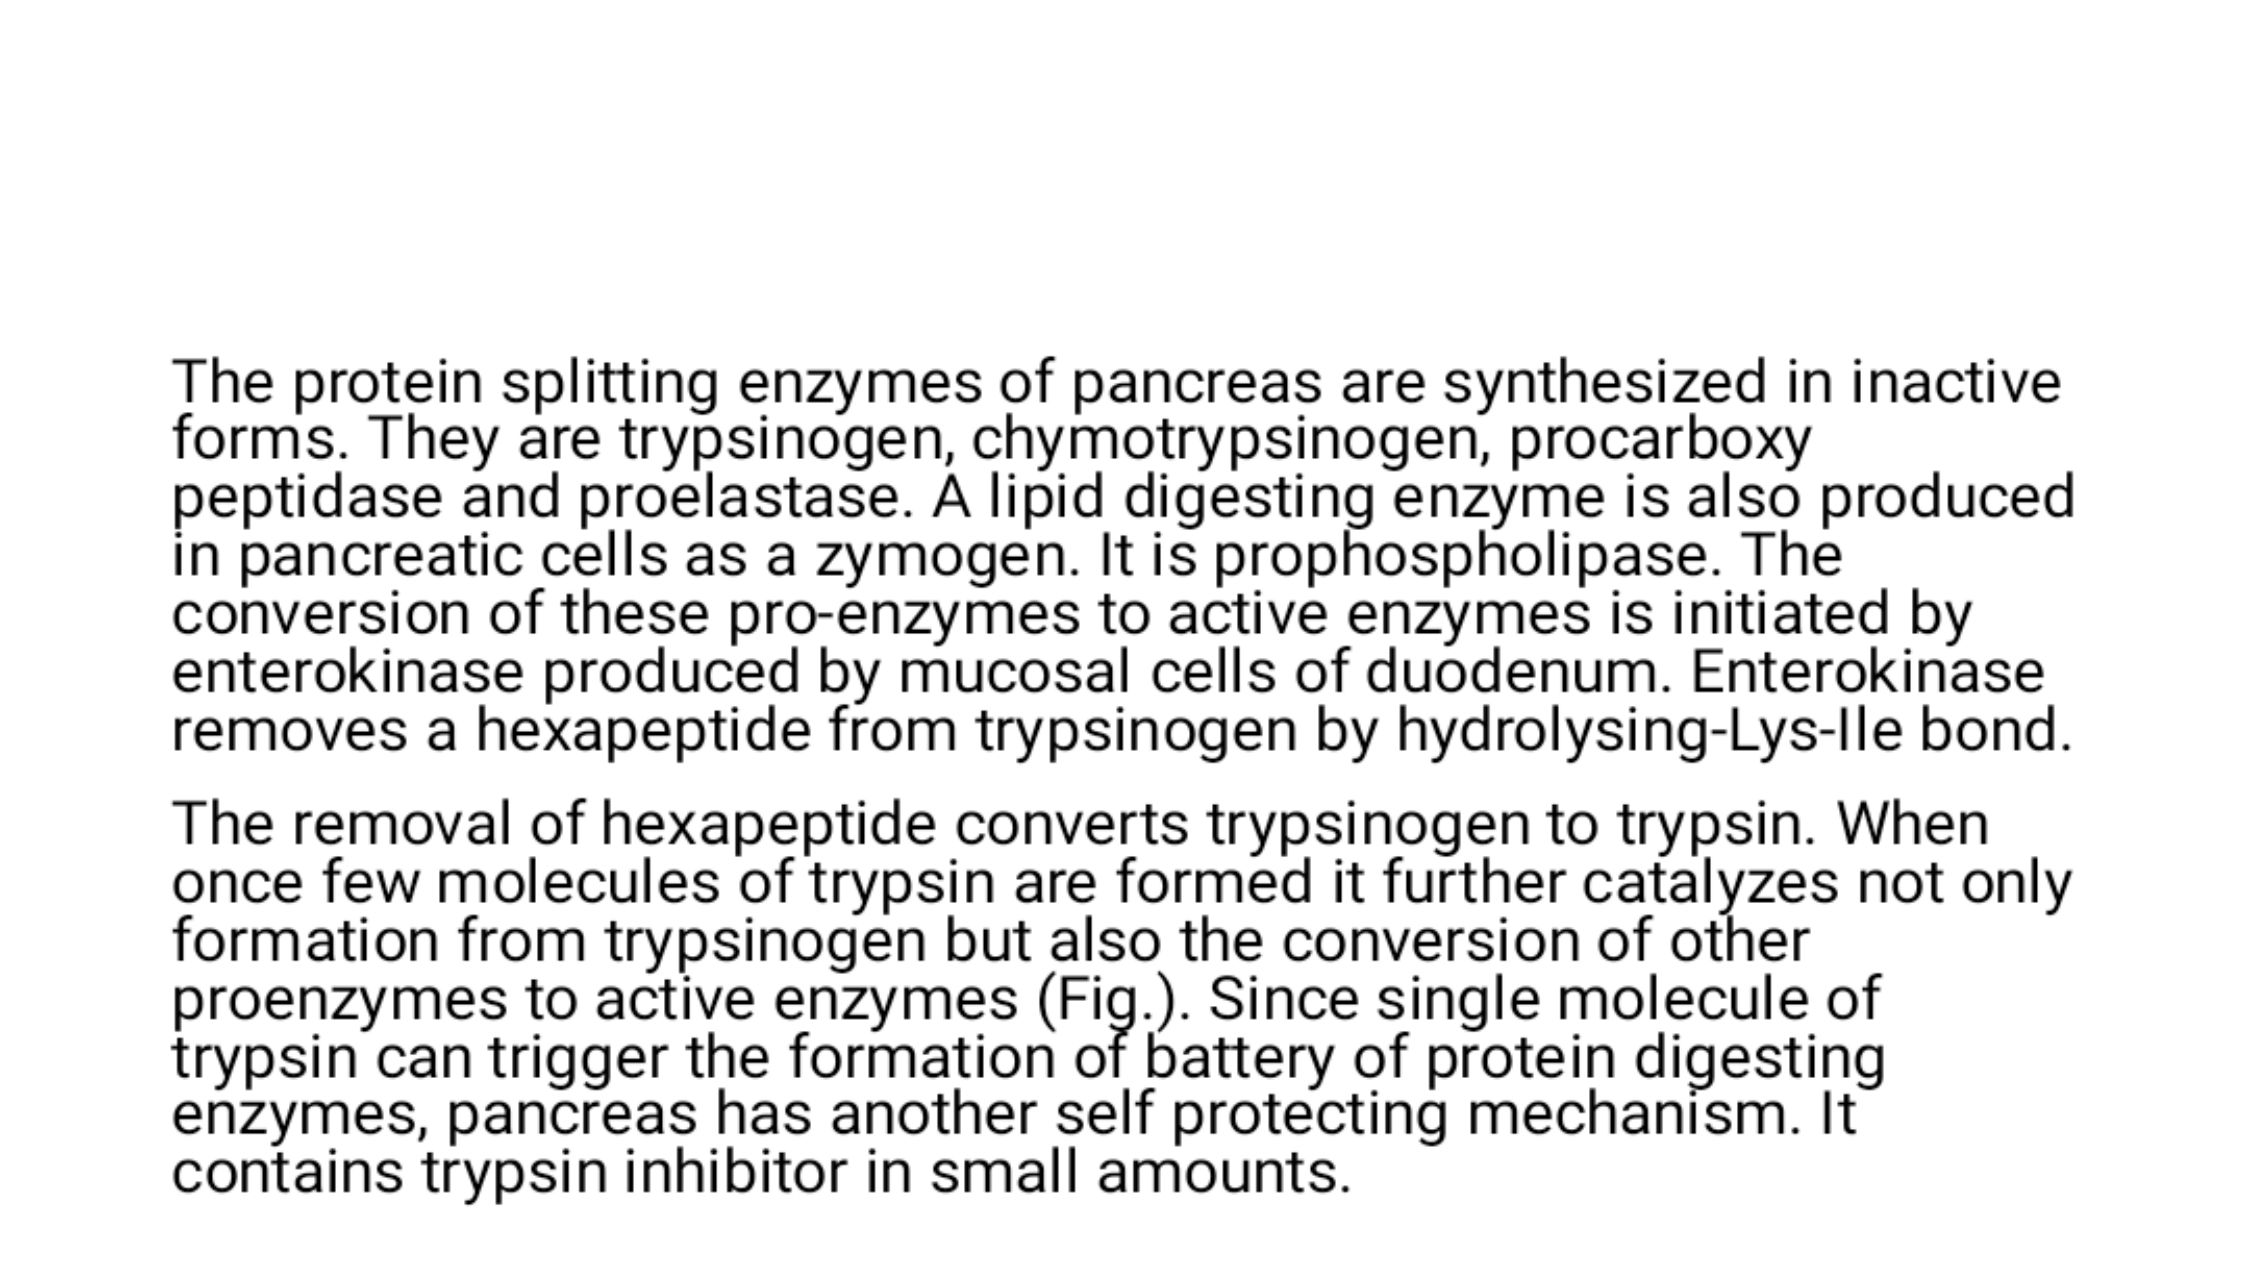 The protein splitting enzymes of pancreas are synthesized in inactive
forms. They are trypsinogen, chymotrypsinogen, procarboxy
peptidase and proelastase. A lipid digesting enzyme is also produced
in pancreatic cells as a zymogen. It is prophospholipase. The
conversion of these pro-enzymes to active enzymes is initiated by
enterokinase produced by mucosal cells of duodenum. Enterokinase
removes a hexapeptide from trypsinogen by hydrolysing-Lys-Ile bond.
The removal of hexapeptide converts trypsinogen to trypsin. When
once few molecules of trypsin are formed it further catalyzes not only
formation from trypsinogen but also the conversion of other
proenzymes to active enzymes (Fig.). Since single molecule of
trypsin can trigger the formation of battery of protein digesting
enzymes, pancreas has another self protecting mechanism. It
contains trypsin inhibitor in small amounts.